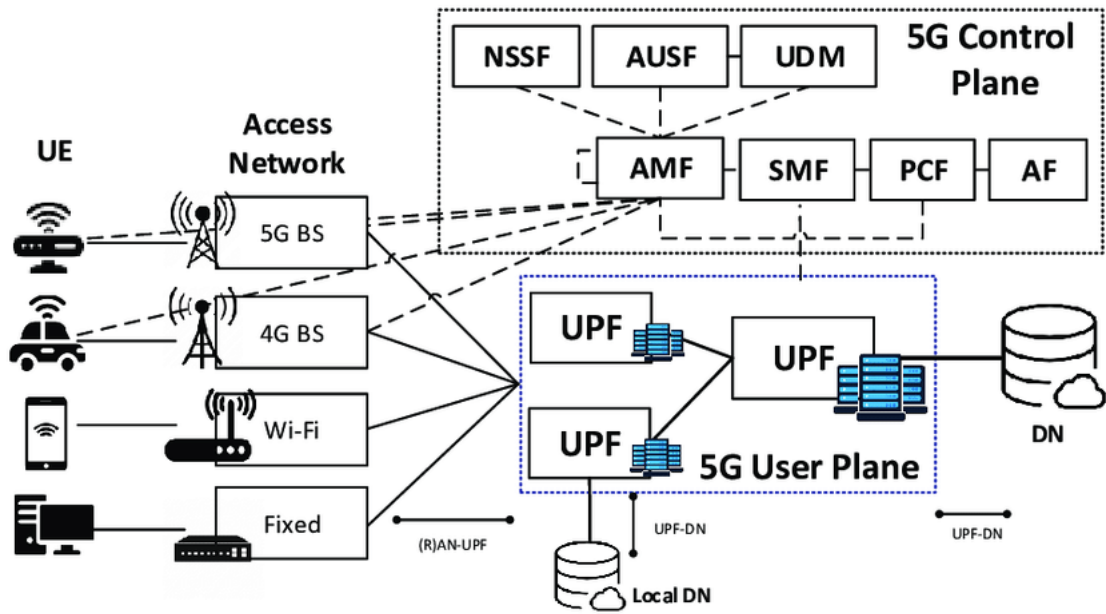 5G Control
Plane
NSSF
AUSF
UDM
Access
Network
UE
AMF
SMF
PCF
AF
5G BS
4G BS
UPF
UPF
DN
Wi-Fi
UPF
5G User Plane
Fixed
(R)AN-UPF
UPF-DN
UPF-DN
Local DN